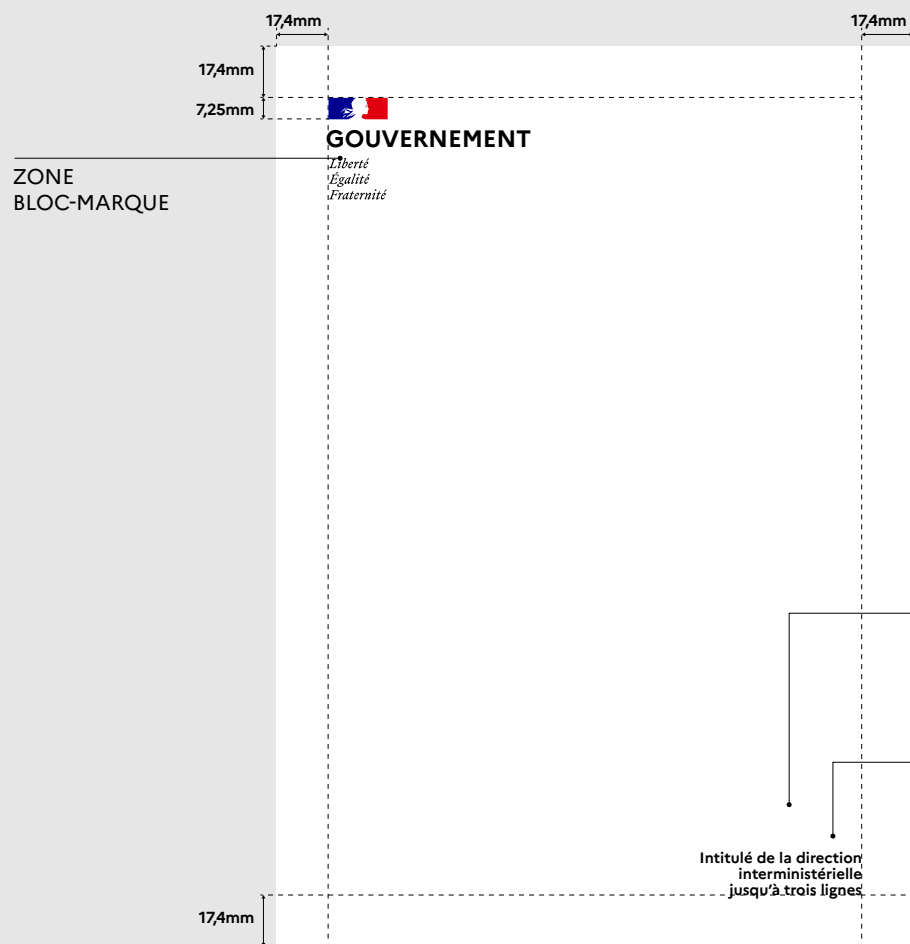 17,4mm
17,4mm
17,4mm
7,25mm
GOUVERNEMENT
Liberté
Égalité
Fraternité
ZONE
BLOC-MARQUE
Intitulé de la direction
interministérielle
jusqu'à trois lignes
17,4mm